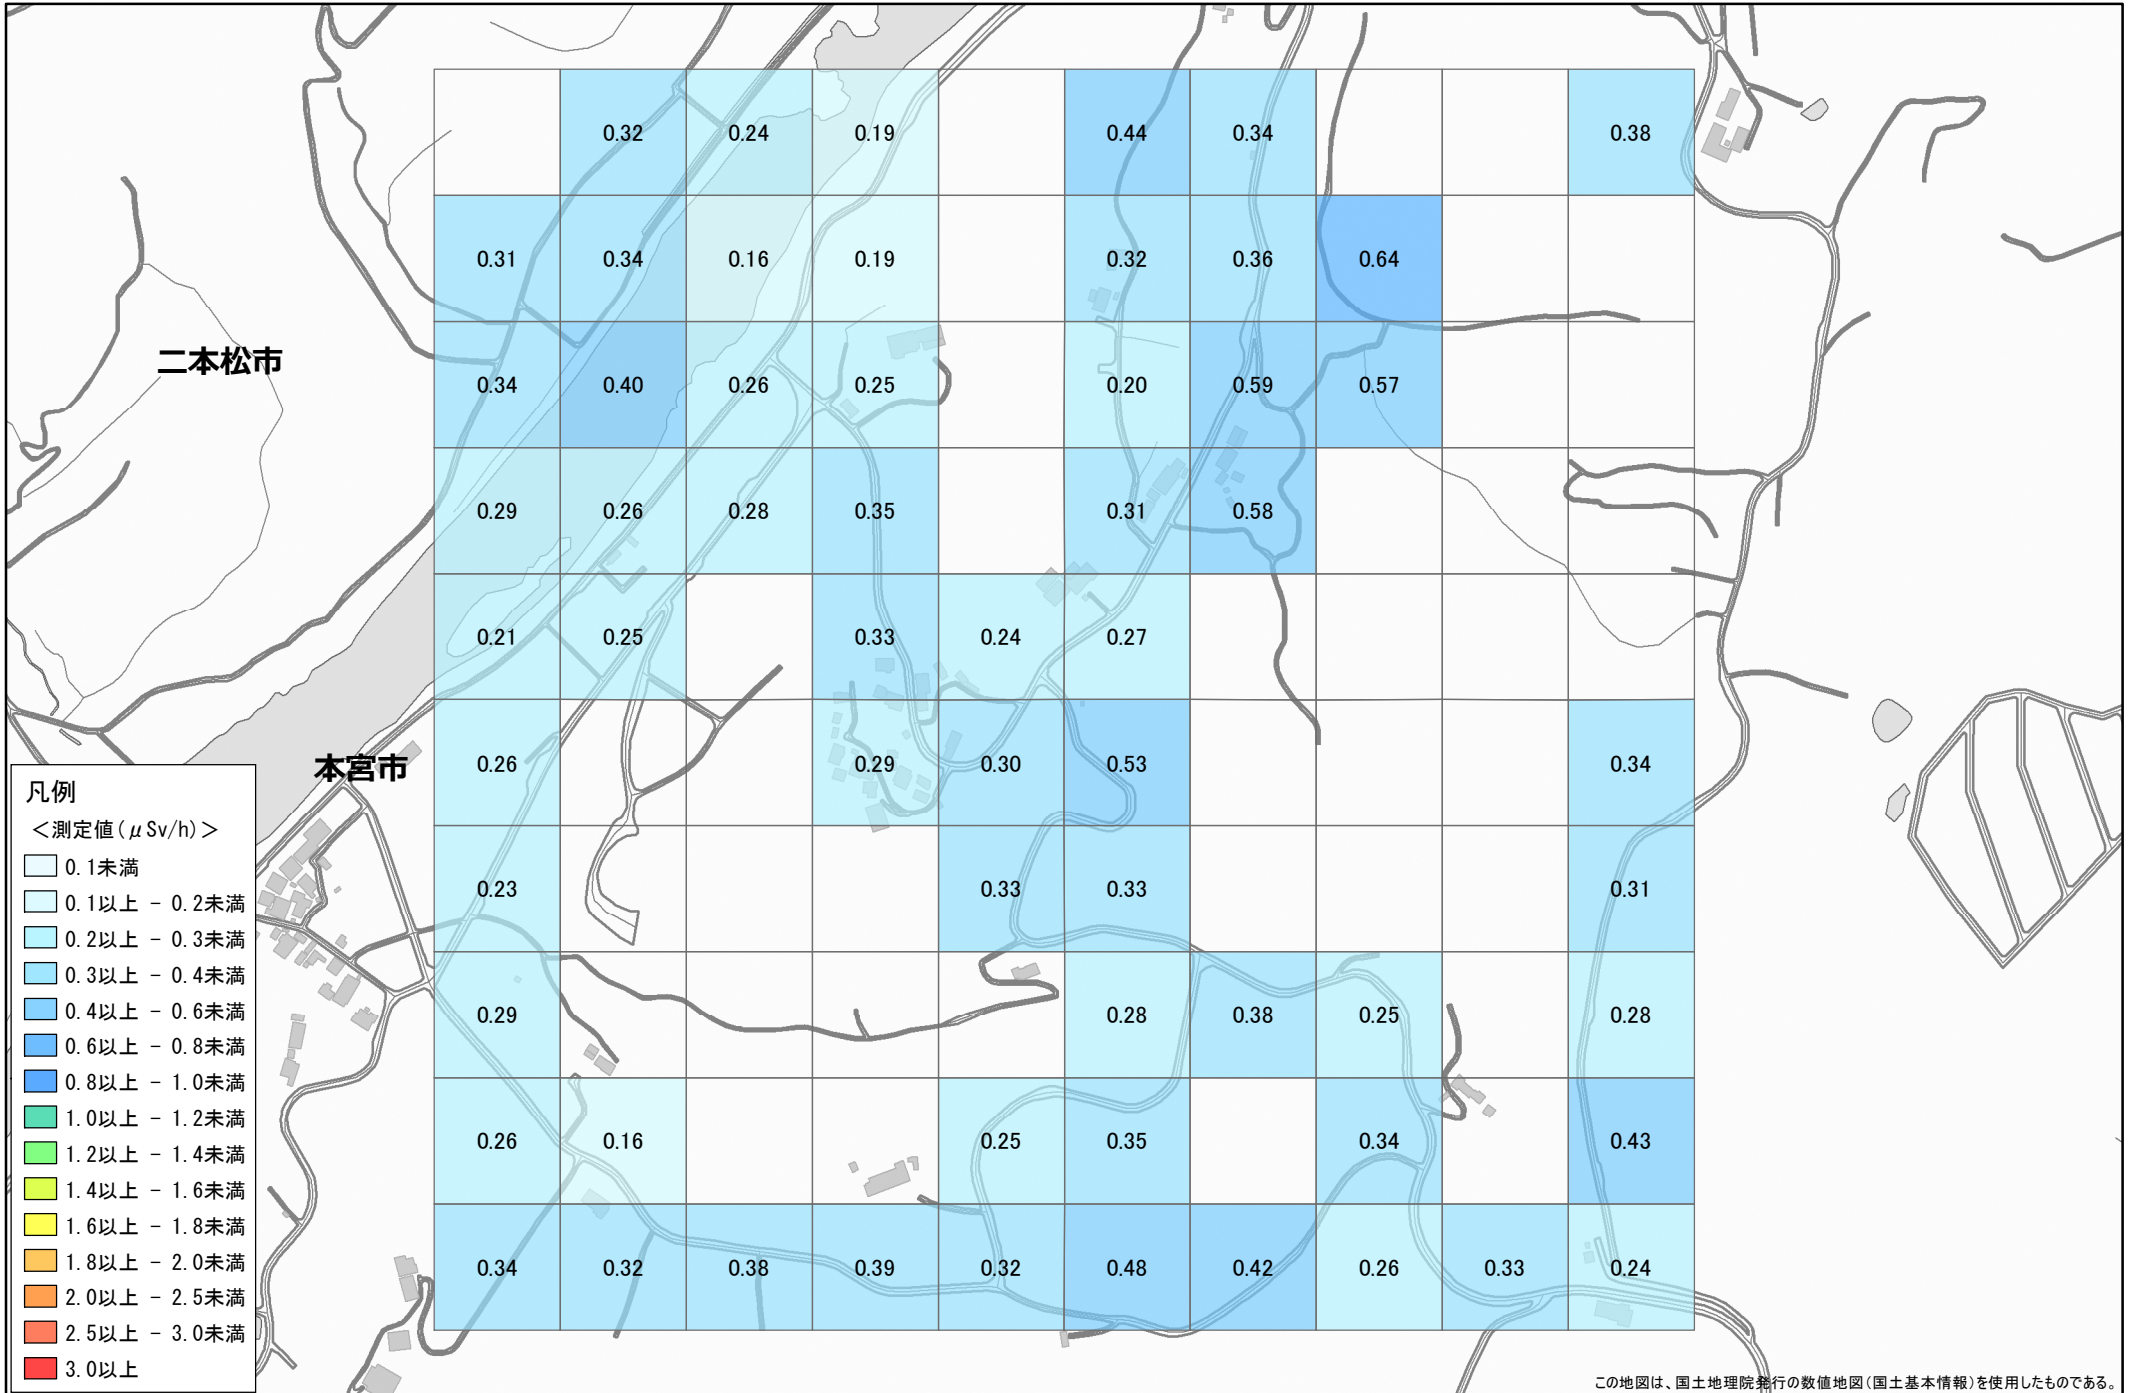 0.32 0.24 0.19 0.44 0.34 0.38
0.31 0.34 0.16 0.19 0.32 0.36 0.64
二本松市
0.34 0.40 0.26 0.25 0.20 0.59 0.57
0.29 0.26 0.28 0.35 0.31 0.58
0.21 0.25 0.33 0.24 0.27
本宮市
0.26 0.29 0.30 0.53 0.34
0.23 0.33 0.33 0.31
0.29 0.28 0.38 0.25 0.28
0.26 0.16 0.25 0.35 0.34 0.43
0.34 0.32 0.38 0.39 0.32 0.48 0.42 0.26 0.33 0.24
凡例
＜測定値(μSv/h)＞
0.1未満
0.1以上 － 0.2未満
0.2以上 － 0.3未満
0.3以上 － 0.4未満
0.4以上 － 0.6未満
0.6以上 － 0.8未満
0.8以上 － 1.0未満
1.0以上 － 1.2未満
1.2以上 － 1.4未満
1.4以上 － 1.6未満
1.6以上 － 1.8未満
1.8以上 － 2.0未満
2.0以上 － 2.5未満
2.5以上 － 3.0未満
3.0以上
この地図は、国土地理院発行の数値地図(国土基本情報)を使用したものである。